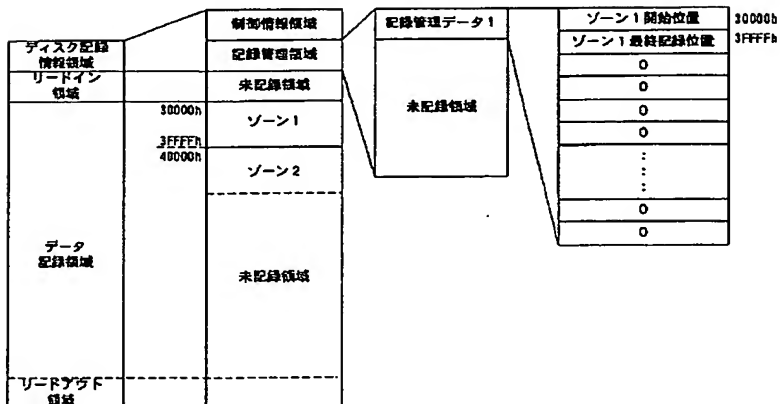 ディスク記録
情報領域
リードイン
領域
データ
記録領域
リードアウト
領域
制御情報領域
記録管理領域
未記録領域
30000h
ゾーン1
3FFFFh
40000h
ゾーン2
未記録領域
記録管理データ1
未記録領域
ゾーン1開始位置
30000h
ゾーン1最終記録位置
3FFFFh
0
0
0
0
⋮
0
0